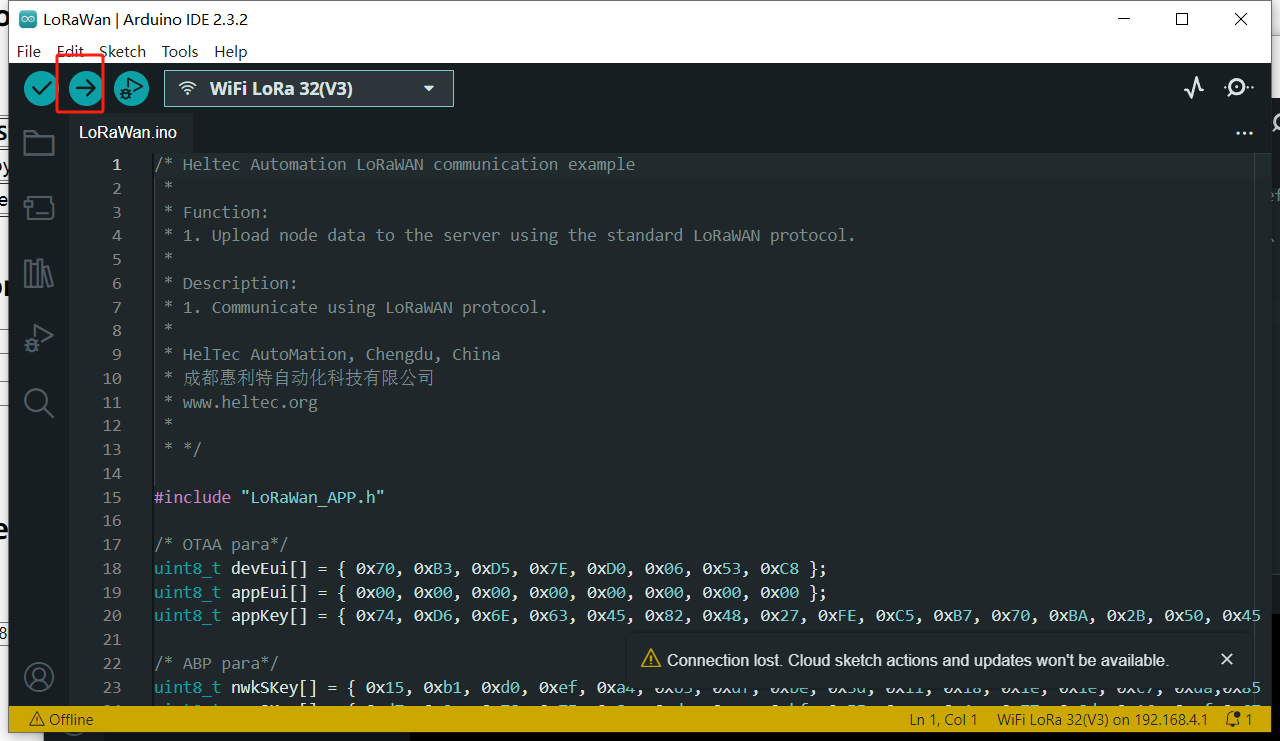 LoRaWan | Arduino IDE 2.3.2
File Edit Sketch Tools Help
WiFi LoRa 32(V3)
LoRaWan.ino
1 /* Heltec Automation LoRaWAN communication example
2 *
3 * Function:
4 * 1. Upload node data to the server using the standard LoRaWAN protocol.
5 *
6 * Description:
7 * 1. Communicate using LoRaWAN protocol.
8 *
9 * HelTec AutoMation, Chengdu, China
10 * 成都惠利特自动化科技有限公司
11 * www.heltec.org
12 *
13 * */
14
15 #include "LoRaWan_APP.h"
16
17 /* OTAA para*/
18 uint8_t devEui[] = { 0x70, 0xB3, 0xD5, 0x7E, 0xD0, 0x06, 0x53, 0xC8 };
19 uint8_t appEui[] = { 0x00, 0x00, 0x00, 0x00, 0x00, 0x00, 0x00, 0x00 };
20 uint8_t appKey[] = { 0x74, 0xD6, 0x6E, 0x63, 0x45, 0x82, 0x48, 0x27, 0xFE, 0xC5, 0xB7, 0x70, 0xBA, 0x2B, 0x50, 0x45
21
22 /* ABP para*/
23 uint8_t nwkSKey[] = { 0x15, 0xb1, 0xd0, 0xef, 0xa4,
Connection lost. Cloud sketch actions and updates won't be available.
Offline
Ln 1, Col 1 WiFi LoRa 32(V3) on 192.168.4.1 1